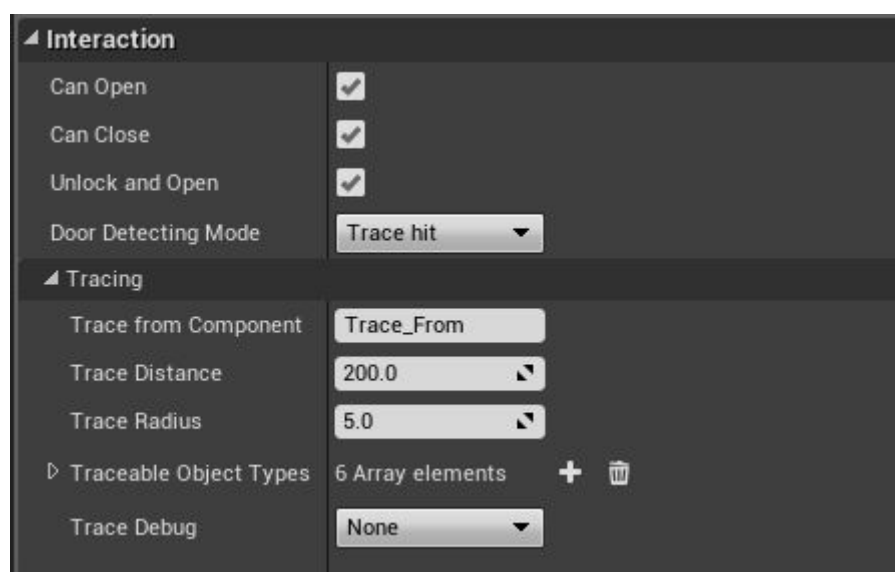 Interaction
Can Open
Can Close
Unlock and Open
Door Detecting Mode Trace hit
Tracing
Trace from Component Trace_From
Trace Distance 200.0
Trace Radius 5.0
Traceable Object Types 6 Array elements
Trace Debug None